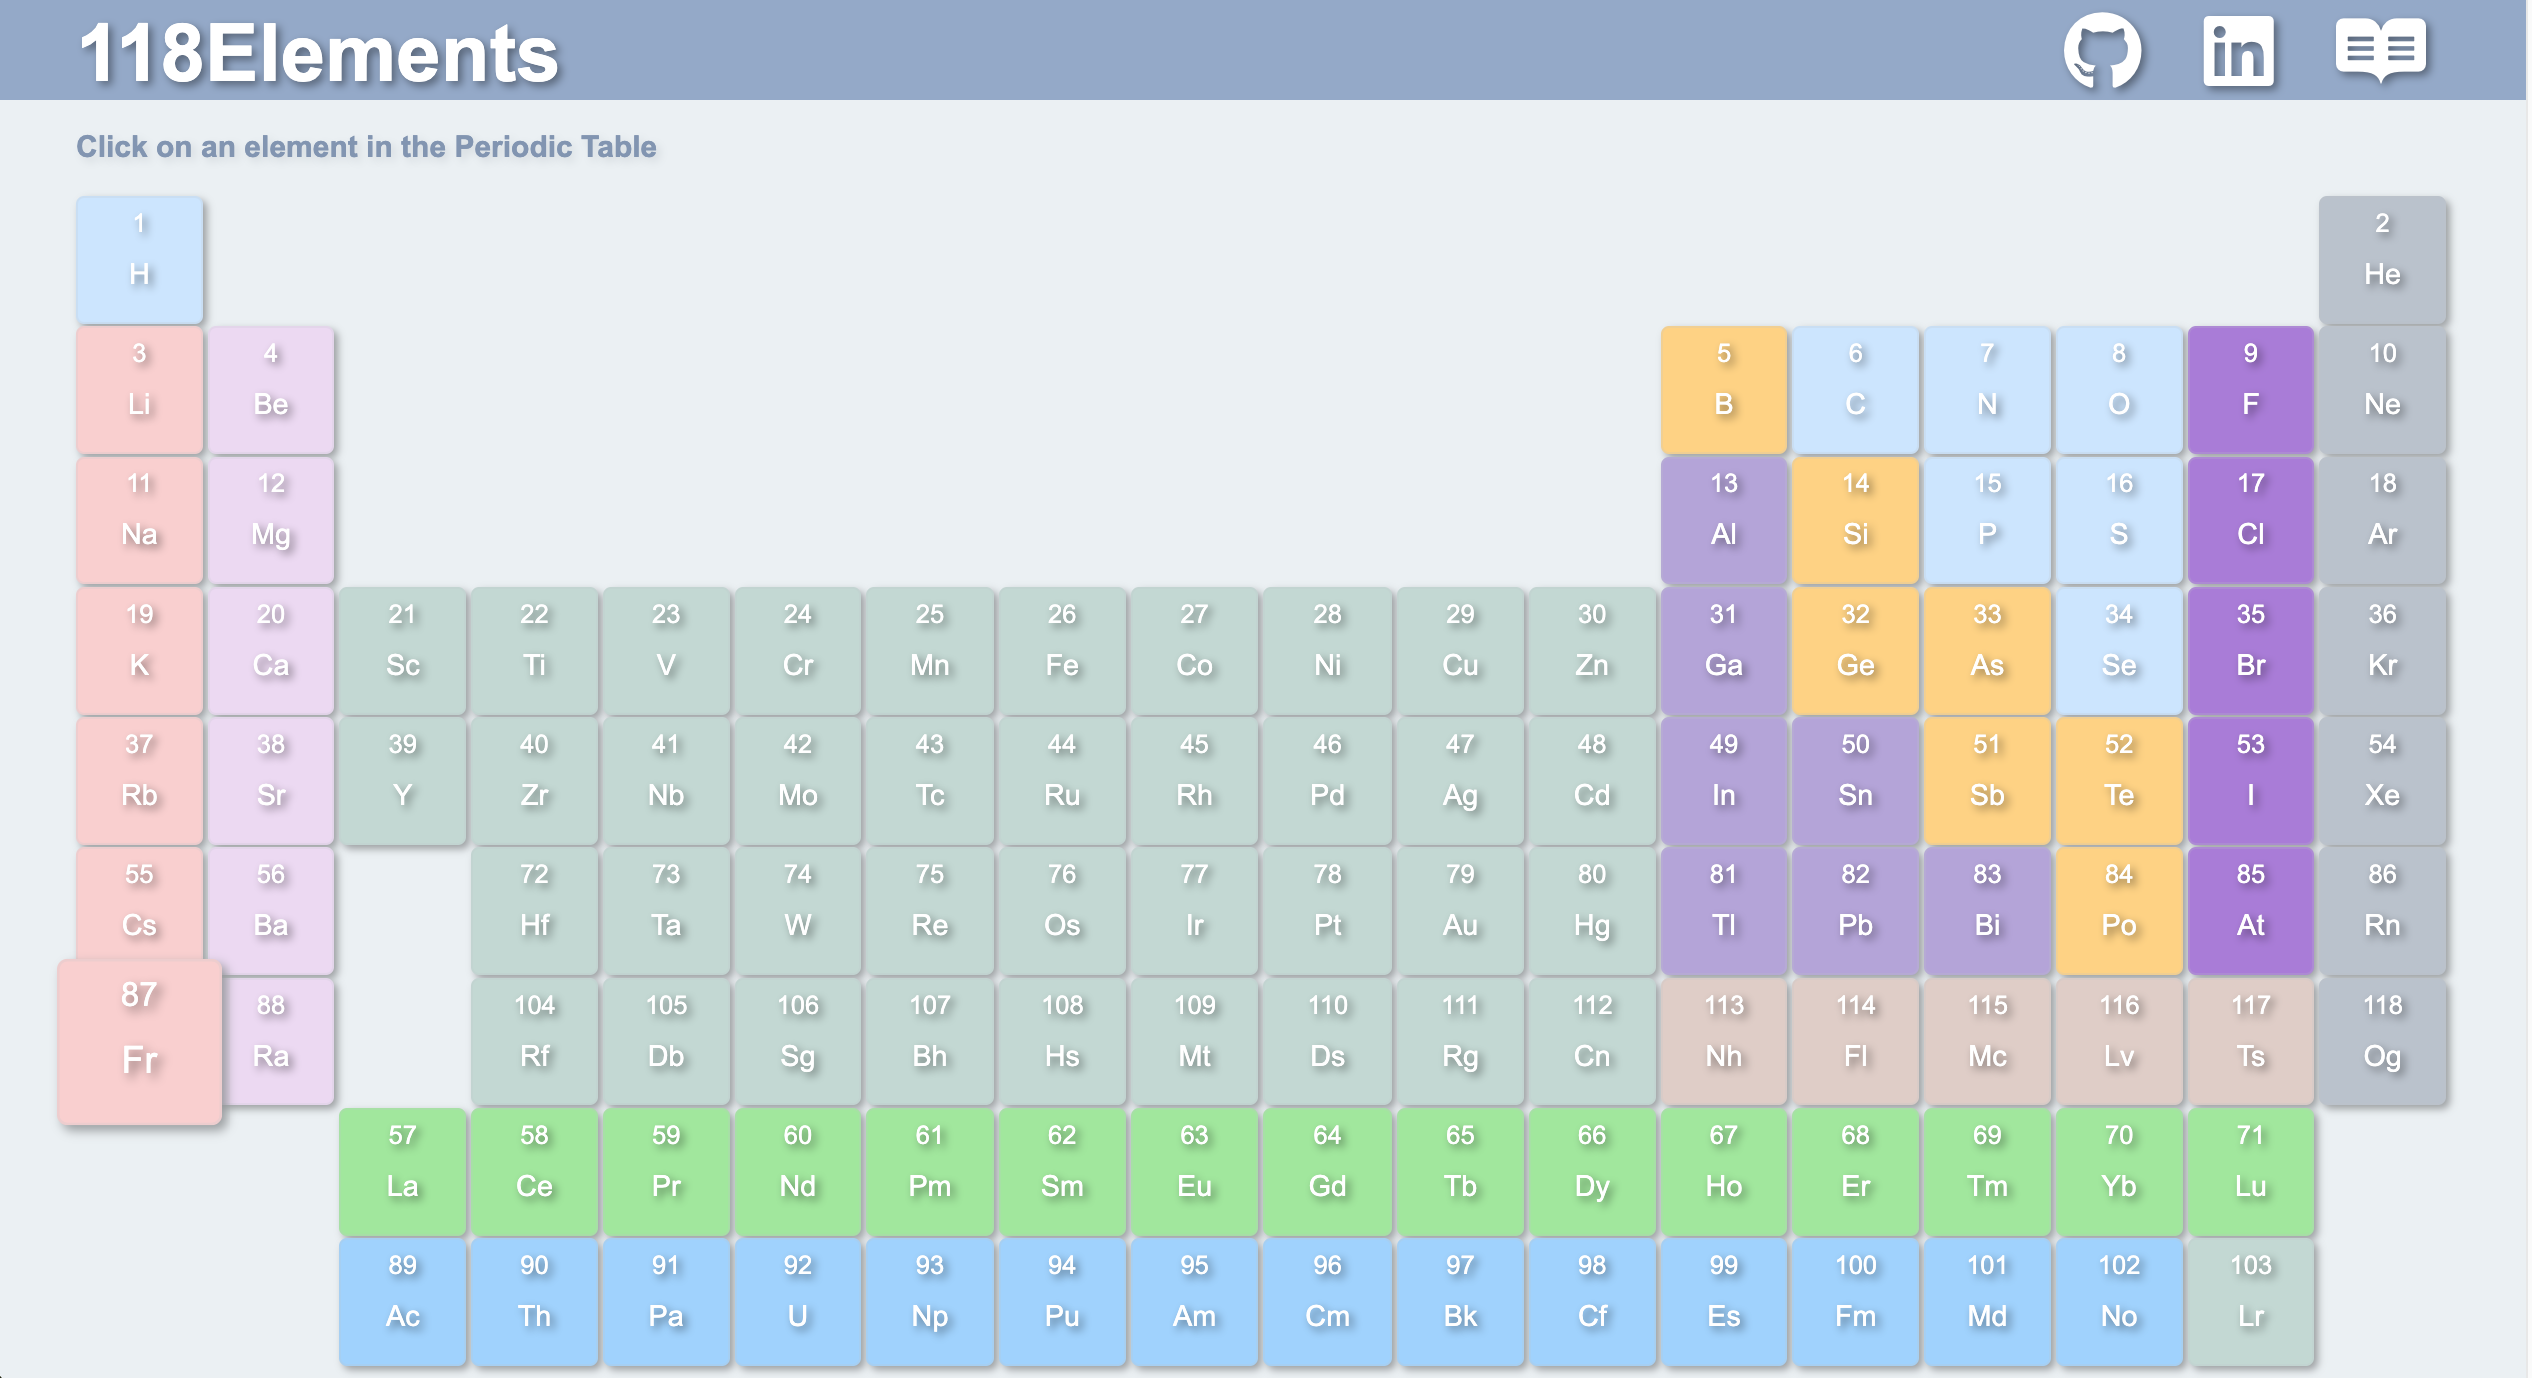 118Elements
Click on an element in the Periodic Table
1 2
H He
3 4 5 6 7 8 9 10
Li Be B C N O F Ne
11 12 13 14 15 16 17 18
Na Mg Al Si P S Cl Ar
19 20 21 22 23 24 25 26 27 28 29 30 31 32 33 34 35 36
K Ca Sc Ti V Cr Mn Fe Co Ni Cu Zn Ga Ge As Se Br Kr
37 38 39 40 41 42 43 44 45 46 47 48 49 50 51 52 53 54
Rb Sr Y Zr Nb Mo Tc Ru Rh Pd Ag Cd In Sn Sb Te I Xe
55 56 72 73 74 75 76 77 78 79 80 81 82 83 84 85 86
Cs Ba Hf Ta W Re Os Ir Pt Au Hg Tl Pb Bi Po At Rn
87 88 104 105 106 107 108 109 110 111 112 113 114 115 116 117 118
Fr Ra Rf Db Sg Bh Hs Mt Ds Rg Cn Nh Fl Mc Lv Ts Og
57 58 59 60 61 62 63 64 65 66 67 68 69 70 71
La Ce Pr Nd Pm Sm Eu Gd Tb Dy Ho Er Tm Yb Lu
89 90 91 92 93 94 95 96 97 98 99 100 101 102 103
Ac Th Pa U Np Pu Am Cm Bk Cf Es Fm Md No Lr